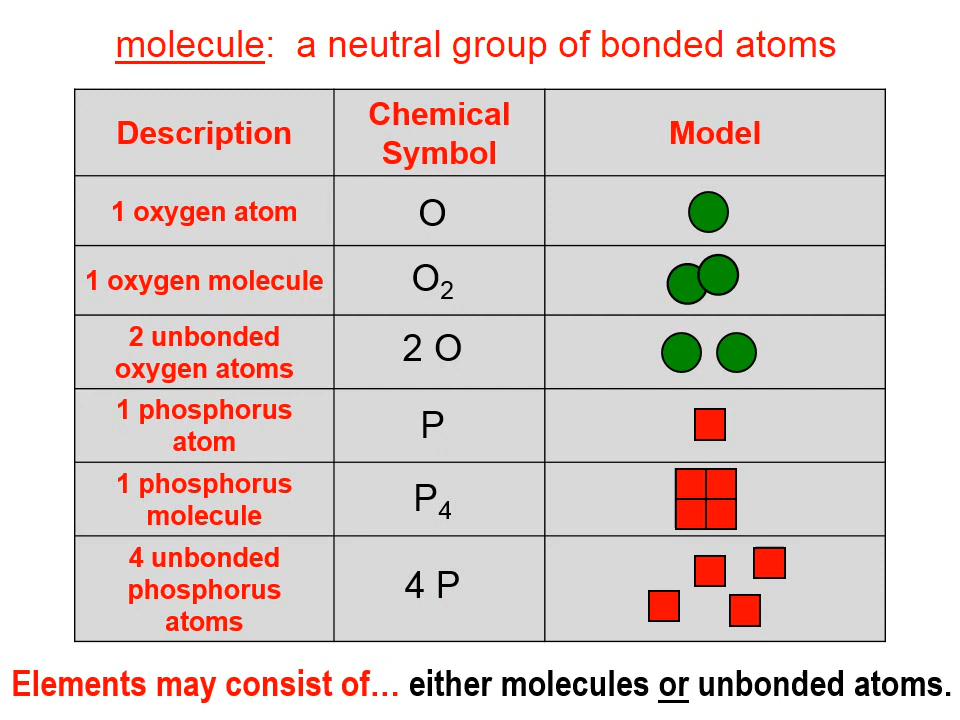 molecule: a neutral group of bonded atoms
Description
Chemical
Symbol
Model
1 oxygen atom
O
1 oxygen molecule
O₂
2 unbonded
oxygen atoms
2 O
1 phosphorus
atom
P
1 phosphorus
molecule
P₄
4 unbonded
phosphorus
atoms
4 P
Elements may consist of… either molecules or unbonded atoms.